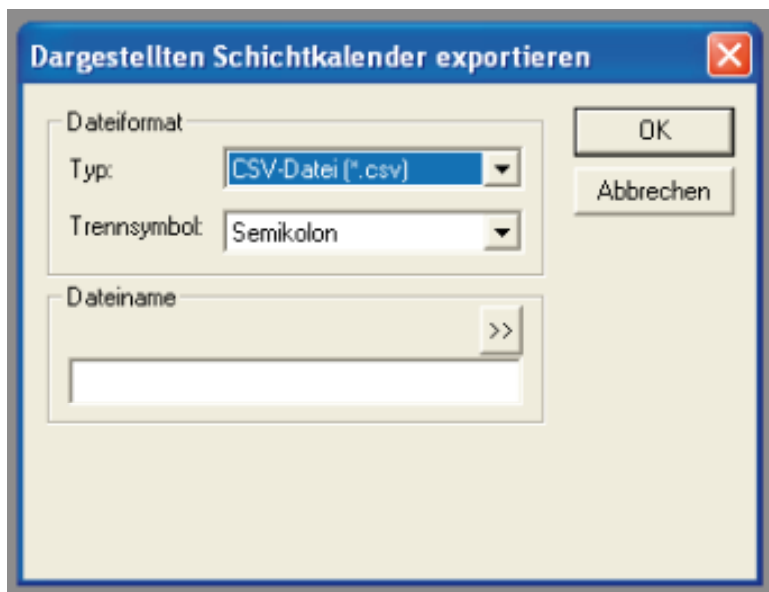 Dargestellten Schichtkalender exportieren
Dateiformat
Typ: CSV-Datei (*.csv)
Trennsymbol: Semikolon
OK
Abbrechen
Dateiname
>>